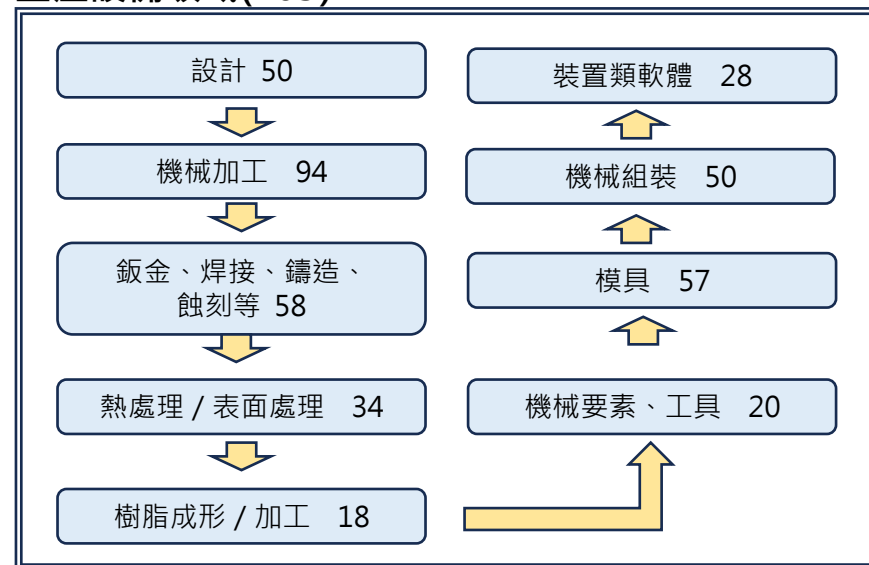 設計 50
機械加工 94
鈑金、焊接、鑄造、
蝕刻等 58
熱處理 / 表面處理 34
樹脂成形 / 加工 18
機械要素、工具 20
模具 57
機械組裝 50
裝置類軟體 28